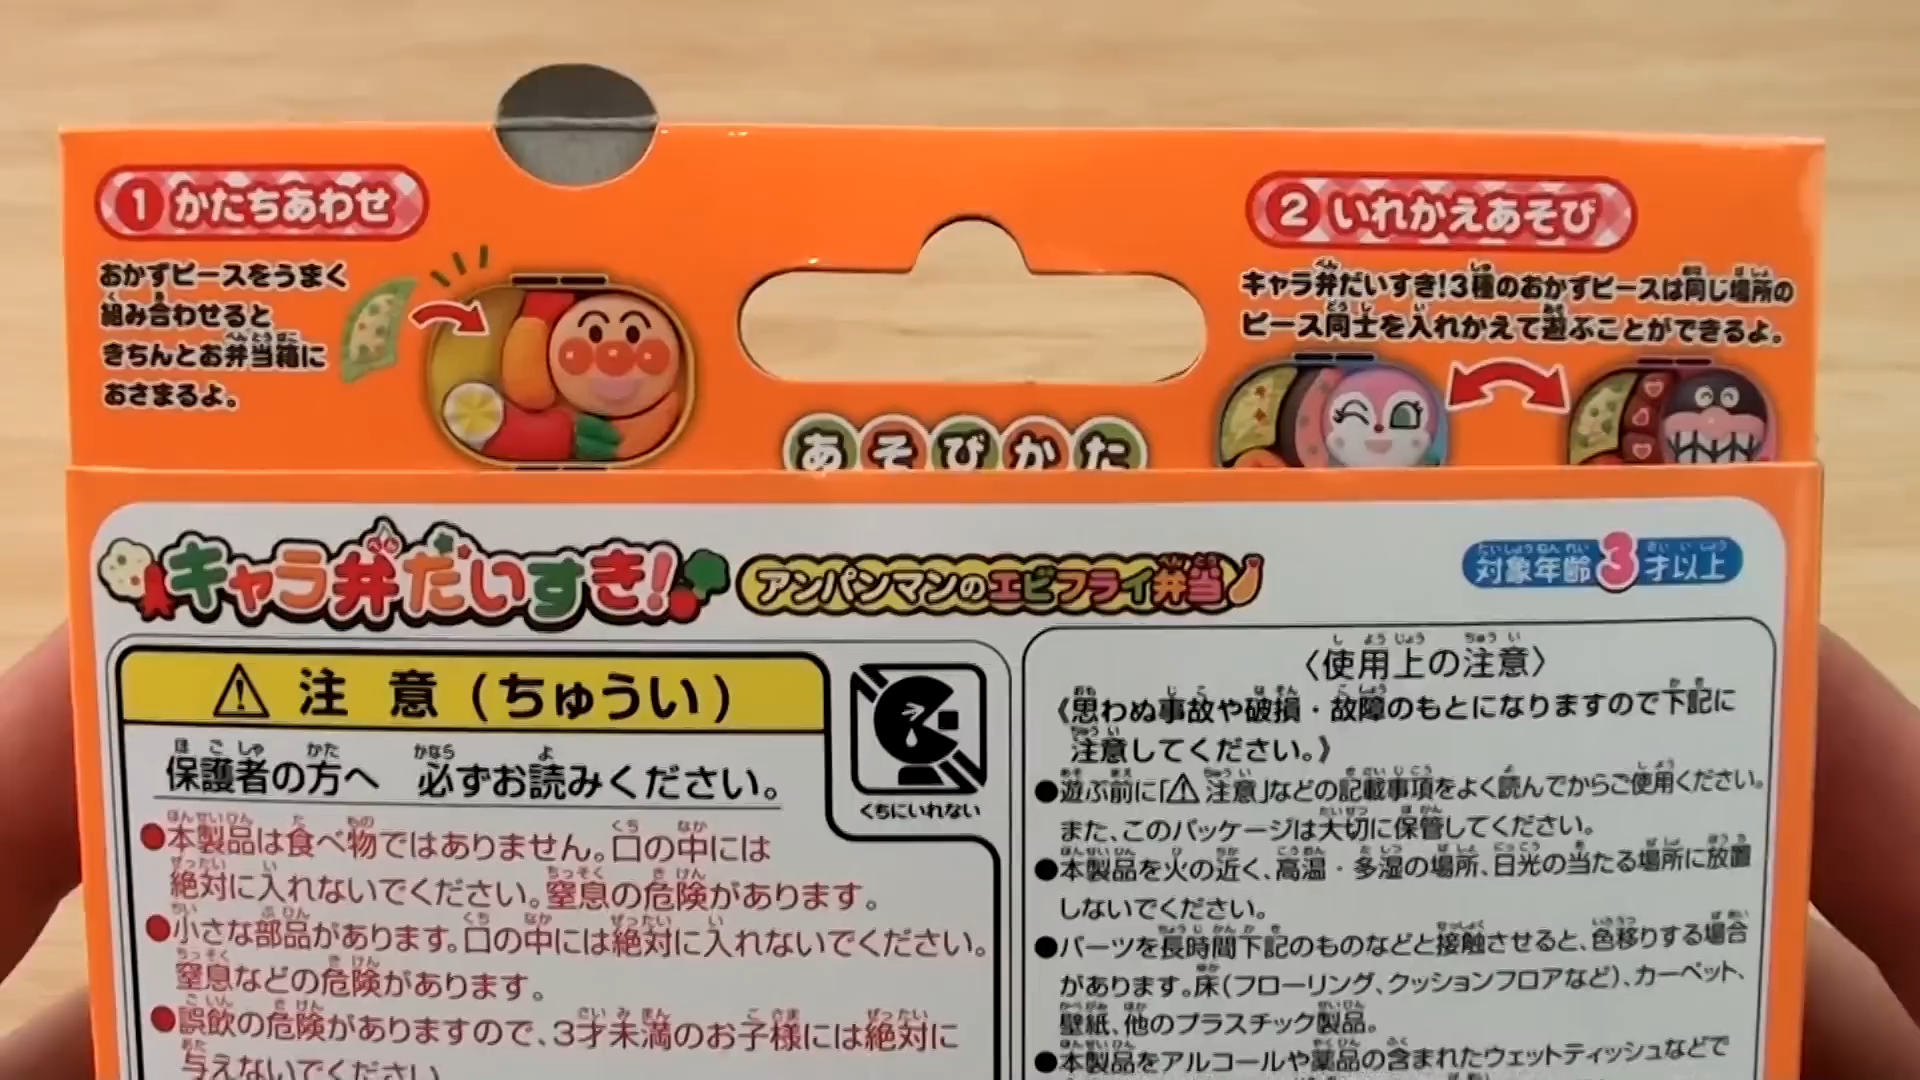 1 かたちあわせ
おかずピースをうまく
組み合わせると
きちんとお弁当箱に
おさまるよ。
あそびかた
2 いれかえあそび
キャラ弁だいすき!3種のおかずピースは同じ場所の
ピース同士を入れかえて遊ぶことができるよ。
キャラ弁だいすき!
アンパンマンのエビフライ弁当
対象年齢3才以上
注意(ちゅうい)
くちにいれない
保護者の方へ 必ずお読みください。
●本製品は食べ物ではありません。口の中には
絶対に入れないでください。窒息の危険があります。
●小さな部品があります。口の中には絶対に入れないでください。
窒息などの危険があります。
●誤飲の危険がありますので、3才未満のお子様には絶対に
与えないでください
〈使用上の注意〉
《思わぬ事故や破損・故障のもとになりますので下記に
注意してください。》
●遊ぶ前に「⚠注意」などの記載事項をよく読んでからご使用ください。
また、このパッケージは大切に保管してください。
●本製品を火の近く、高温・多湿の場所、日光の当たる場所に放置
しないでください。
●パーツを長時間下記のものなどと接触させると、色移りする場合
があります。床(フローリング、クッションフロアなど)、カーペット、
壁紙、他のプラスチック製品。
●本製品をアルコールや薬品の含まれたウェットティッシュなどで